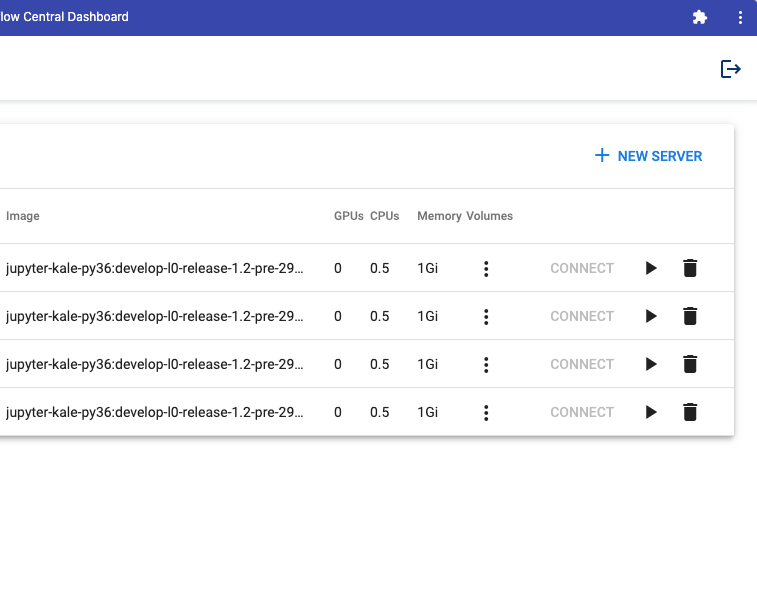 low Central Dashboard
NEW SERVER
Image GPUs CPUs Memory Volumes
jupyter-kale-py36:develop-l0-release-1.2-pre-29... 0 0.5 1Gi CONNECT
jupyter-kale-py36:develop-l0-release-1.2-pre-29... 0 0.5 1Gi CONNECT
jupyter-kale-py36:develop-l0-release-1.2-pre-29... 0 0.5 1Gi CONNECT
jupyter-kale-py36:develop-l0-release-1.2-pre-29... 0 0.5 1Gi CONNECT